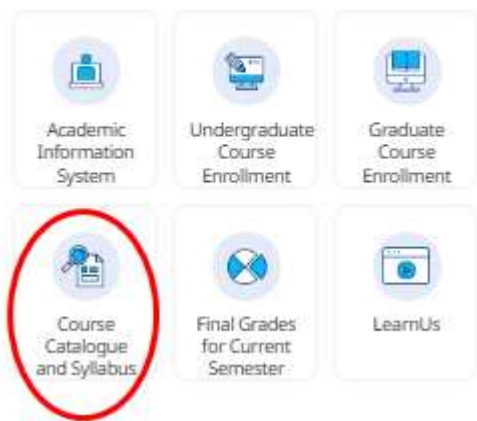 Academic
Information
System
Undergraduate
Course
Enrollment
Graduate
Course
Enrollment
Course
Catalogue
and Syllabus
Final Grades
for Current
Semester
LearnUs